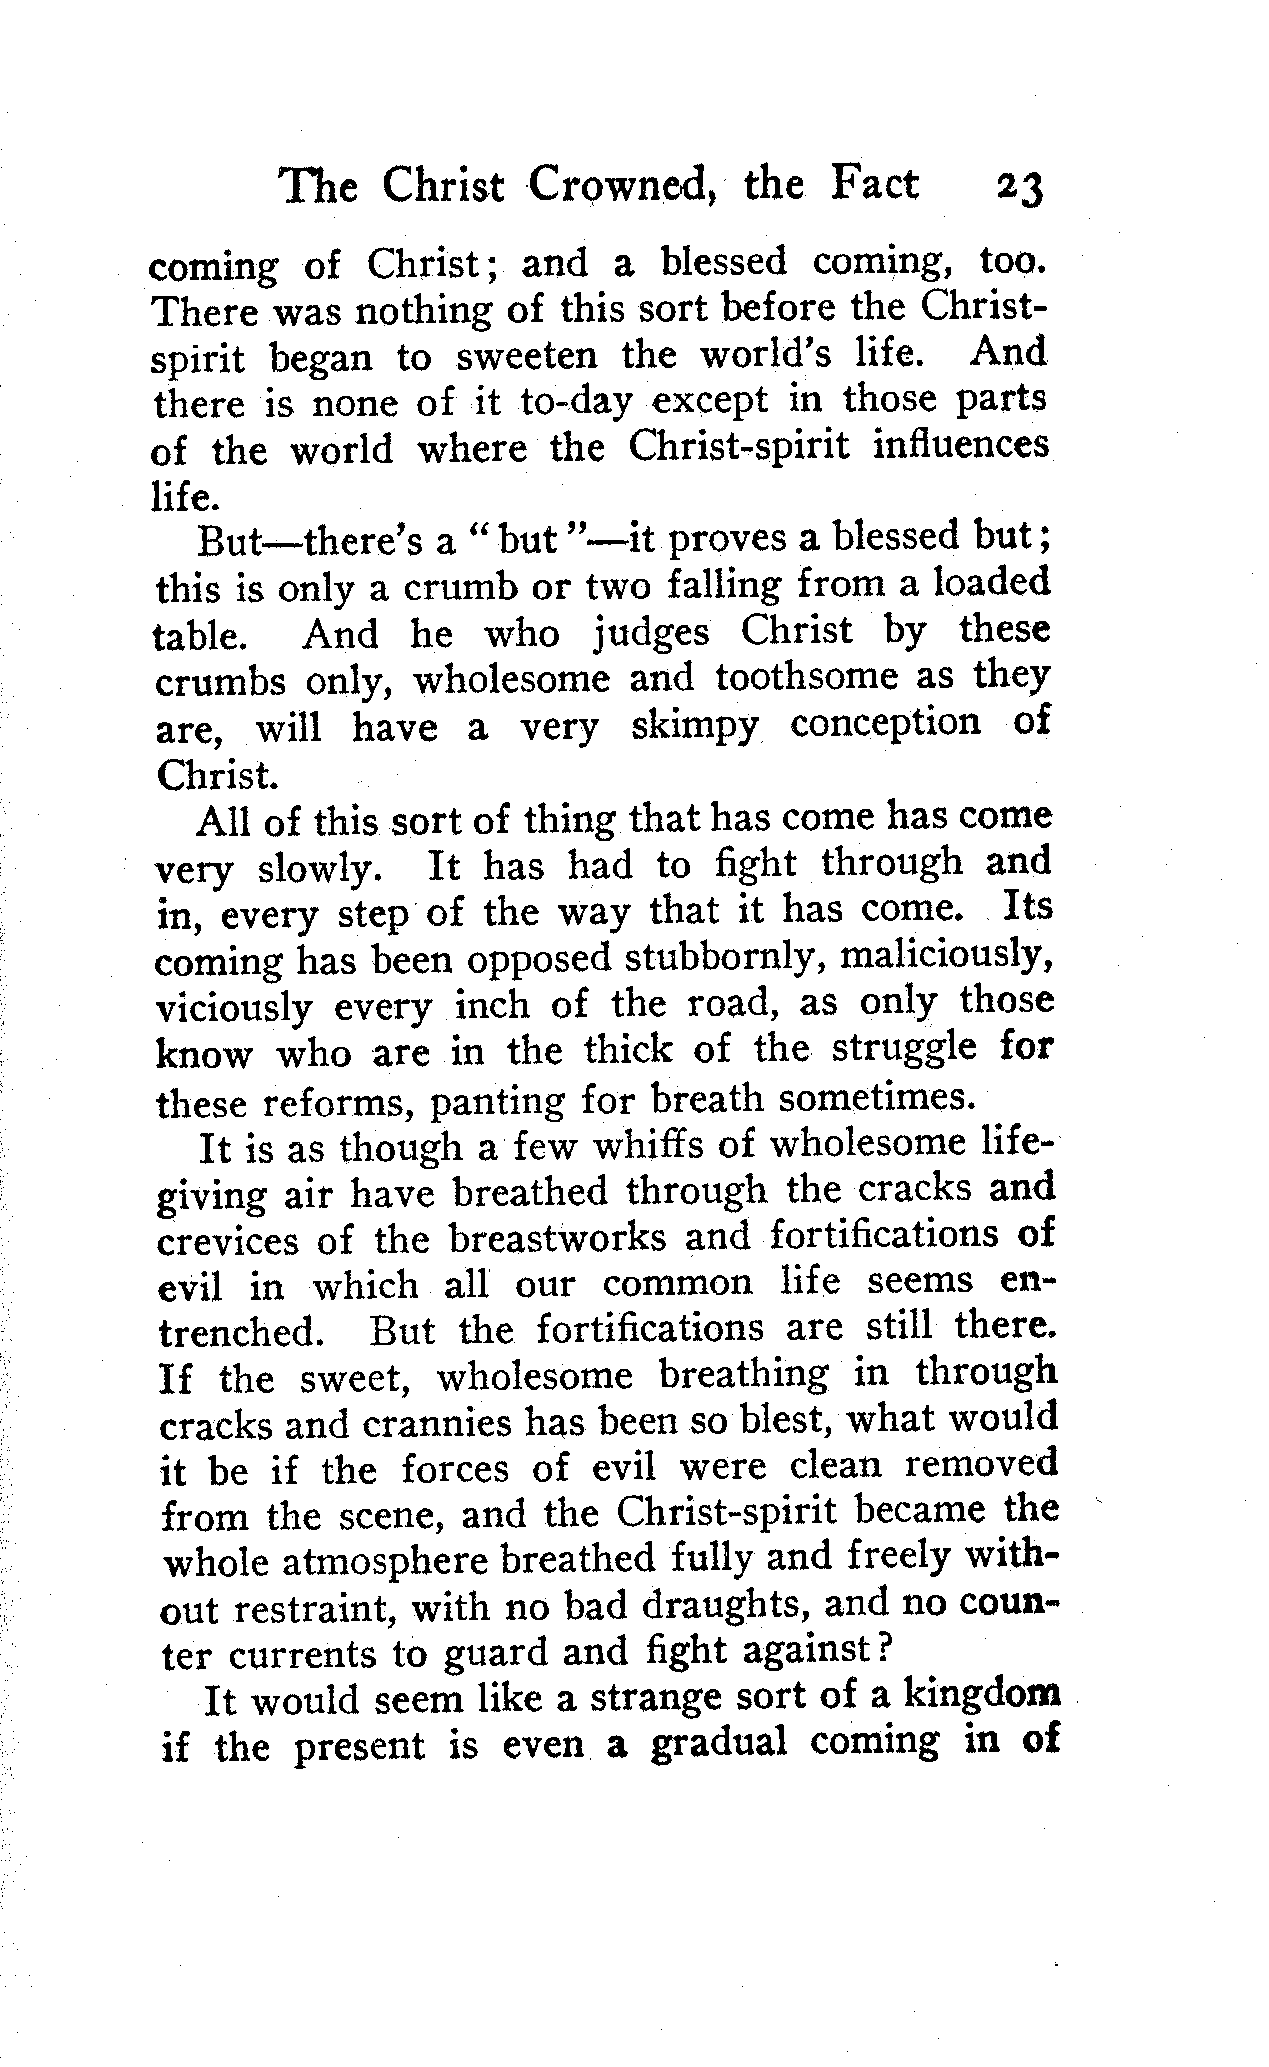 The Christ Crowned, the Fact 23
coming of Christ; and a blessed coming, too.
There was nothing of this sort before the Christ-
spirit began to sweeten the world's life. And
there is none of it to-day except in those parts
of the world where the Christ-spirit influences
life.
But—there's a "but"—it proves a blessed but;
this is only a crumb or two falling from a loaded
table. And he who judges Christ by these
crumbs only, wholesome and toothsome as they
are, will have a very skimpy conception of
Christ.
All of this sort of thing that has come has come
very slowly. It has had to fight through and
in, every step of the way that it has come. Its
coming has been opposed stubbornly, maliciously,
viciously every inch of the road, as only those
know who are in the thick of the struggle for
these reforms, panting for breath sometimes.
It is as though a few whiffs of wholesome life-
giving air have breathed through the cracks and
crevices of the breastworks and fortifications of
evil in which all our common life seems en-
trenched. But the fortifications are still there.
If the sweet, wholesome breathing in through
cracks and crannies has been so blest, what would
it be if the forces of evil were clean removed
from the scene, and the Christ-spirit became the
whole atmosphere breathed fully and freely with-
out restraint, with no bad draughts, and no coun-
ter currents to guard and fight against?
It would seem like a strange sort of a kingdom
if the present is even a gradual coming in of